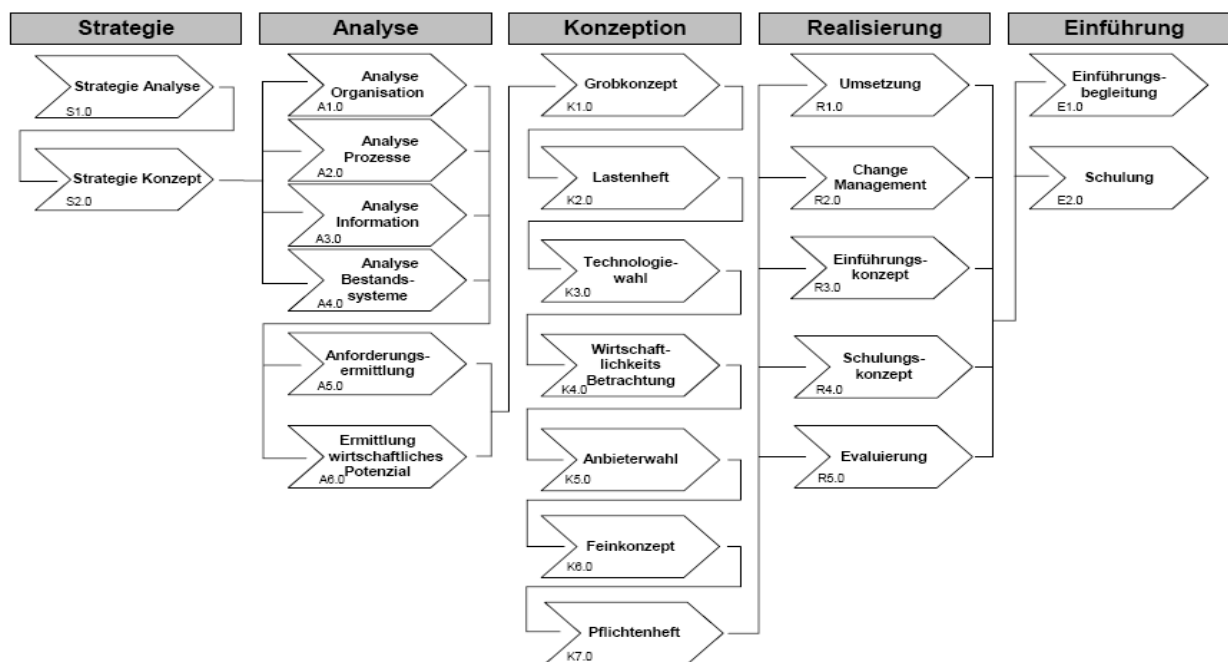 Strategie
Strategie Analyse
S1.0
Strategie Konzept
S2.0
Analyse
Analyse
Organisation
A1.0
Analyse
Prozesse
A2.0
Analyse
Information
A3.0
Analyse
Bestands-
systeme
A4.0
Anforderungs-
ermittlung
A5.0
Ermittlung
wirtschaftliches
Potenzial
A6.0
Konzeption
Grobkonzept
K1.0
Lastenheft
K2.0
Technologie-
wahl
K3.0
Wirtschaft-
lichkeits
Betrachtung
K4.0
Anbieterwahl
K5.0
Feinkonzept
K6.0
Pflichtenheft
K7.0
Realisierung
Umsetzung
R1.0
Change
Management
R2.0
Einführungs-
konzept
R3.0
Schulungs-
konzept
R4.0
Evaluierung
R5.0
Einführung
Einführungs-
begleitung
E1.0
Schulung
E2.0